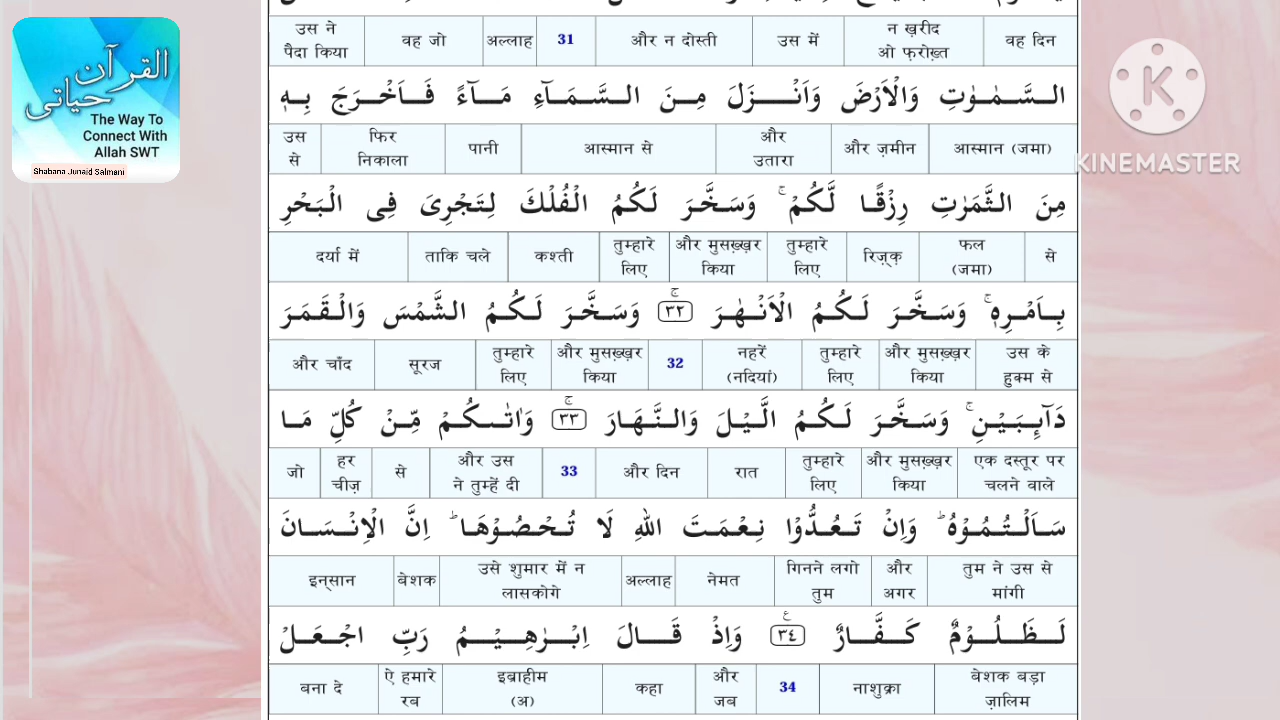 القرآن حیاتی
The Way To
Connect With
Allah SWT
Shabana Junaid Salmani
KINEMASTER
वह दिन | न ख़रीद ओ फ़रोख़्त | उस में | और न दोस्ती | 31 | अल्लाह | वह जो | उस ने पैदा किया
السَّمٰوٰتِ وَالْاَرْضَ وَاَنْزَلَ مِنَ السَّمَآءِ مَآءً فَاَخْرَجَ بِهٖ
आस्मान (जमा) | और ज़मीन | और उतारा | आस्मान से | पानी | फिर निकाला | उस से
مِنَ الثَّمَرٰتِ رِزْقًا لَّكُمْ ۚ وَسَخَّرَ لَكُمُ الْفُلْكَ لِتَجْرِىَ فِى الْبَحْرِ
से | फल (जमा) | रिज़्क़ | तुम्हारे लिए | और मुसख़्ख़र किया | तुम्हारे लिए | कश्ती | ताकि चले | दर्या में
بِاَمْرِهٖ ۚ وَسَخَّرَ لَكُمُ الْاَنْهٰرَ ۚ ٣٢ وَسَخَّرَ لَكُمُ الشَّمْسَ وَالْقَمَرَ
उस के हुक्म से | और मुसख़्ख़र किया | तुम्हारे लिए | नहरें (नदियां) | 32 | और मुसख़्ख़र किया | तुम्हारे लिए | सूरज | और चाँद
دَآئِبَيْنِ ۚ وَسَخَّرَ لَكُمُ الَّيْلَ وَالنَّهَارَ ۚ ٣٣ وَاٰتٰىكُمْ مِّنْ كُلِّ مَا
एक दस्तूर पर चलने वाले | और मुसख़्ख़र किया | तुम्हारे लिए | रात | और दिन | 33 | और उस ने तुम्हें दी | से | हर चीज़ | जो
سَاَلْتُمُوْهُ ؕ وَاِنْ تَعُدُّوْا نِعْمَتَ اللّٰهِ لَا تُحْصُوْهَا ؕ اِنَّ الْاِنْسَانَ
तुम ने उस से मांगी | और अगर | गिनने लगो तुम | नेमत | अल्लाह | उसे शुमार में न लासकोगे | बेशक | इन्सान
لَظَلُوْمٌ كَفَّارٌ ع ٣٤ وَاِذْ قَالَ اِبْرٰهِيْمُ رَبِّ اجْعَلْ
बेशक बड़ा ज़ालिम | नाशुक्रा | 34 | और जब | कहा | इब्राहीम (अ) | ऐ हमारे रब | बना दे